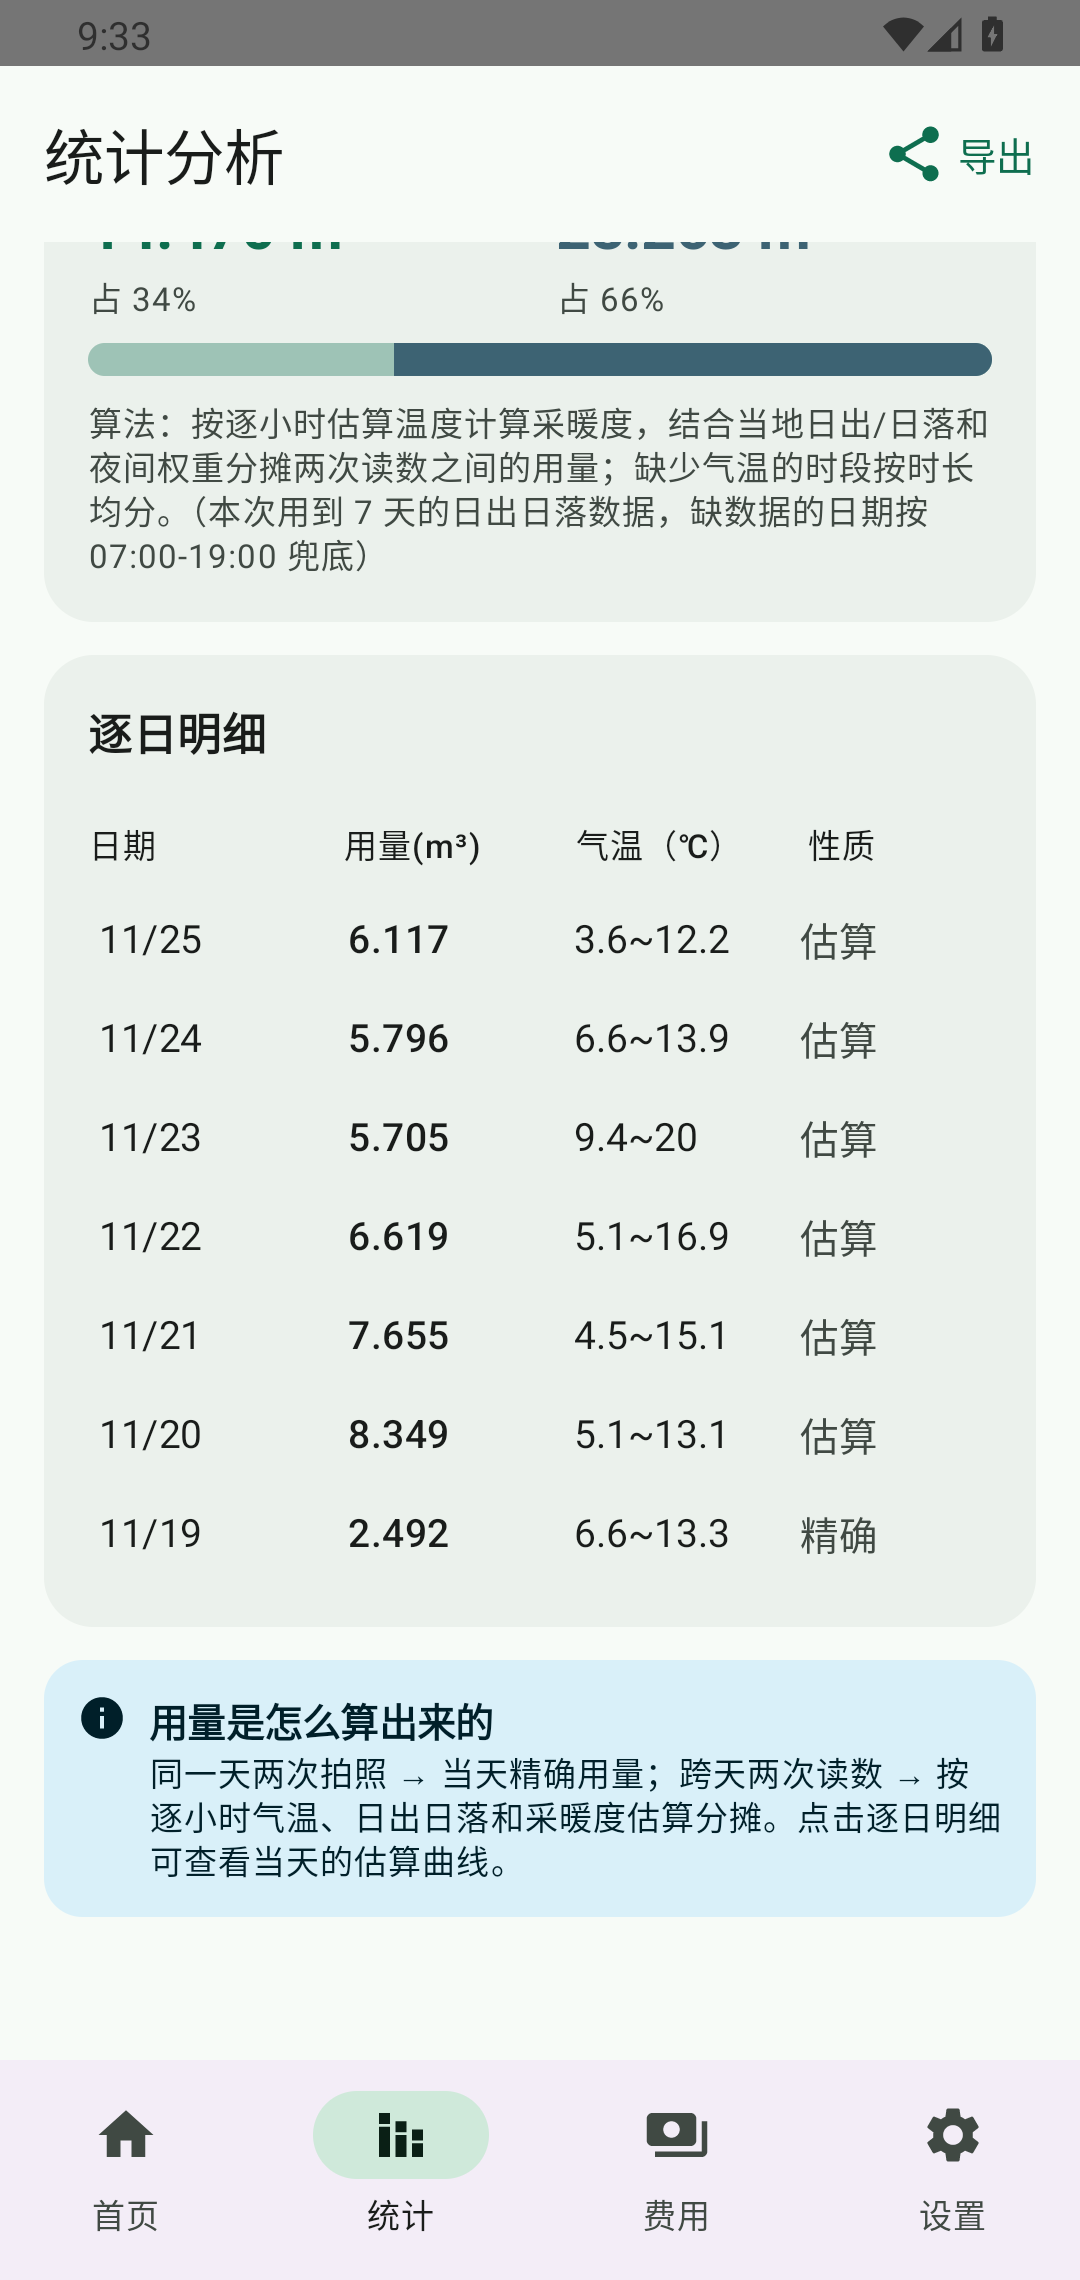 9:33
统计分析
导出
占 34%
占 66%
算法：按逐小时估算温度计算采暖度，结合当地日出/日落和
夜间权重分摊两次读数之间的用量；缺少气温的时段按时长
均分。（本次用到 7 天的日出日落数据，缺数据的日期按
07:00-19:00 兜底）
逐日明细
日期 用量(m³) 气温（℃） 性质
11/25 6.117 3.6~12.2 估算
11/24 5.796 6.6~13.9 估算
11/23 5.705 9.4~20 估算
11/22 6.619 5.1~16.9 估算
11/21 7.655 4.5~15.1 估算
11/20 8.349 5.1~13.1 估算
11/19 2.492 6.6~13.3 精确
用量是怎么算出来的
同一天两次拍照 → 当天精确用量；跨天两次读数 → 按
逐小时气温、日出日落和采暖度估算分摊。点击逐日明细
可查看当天的估算曲线。
首页
统计
费用
设置